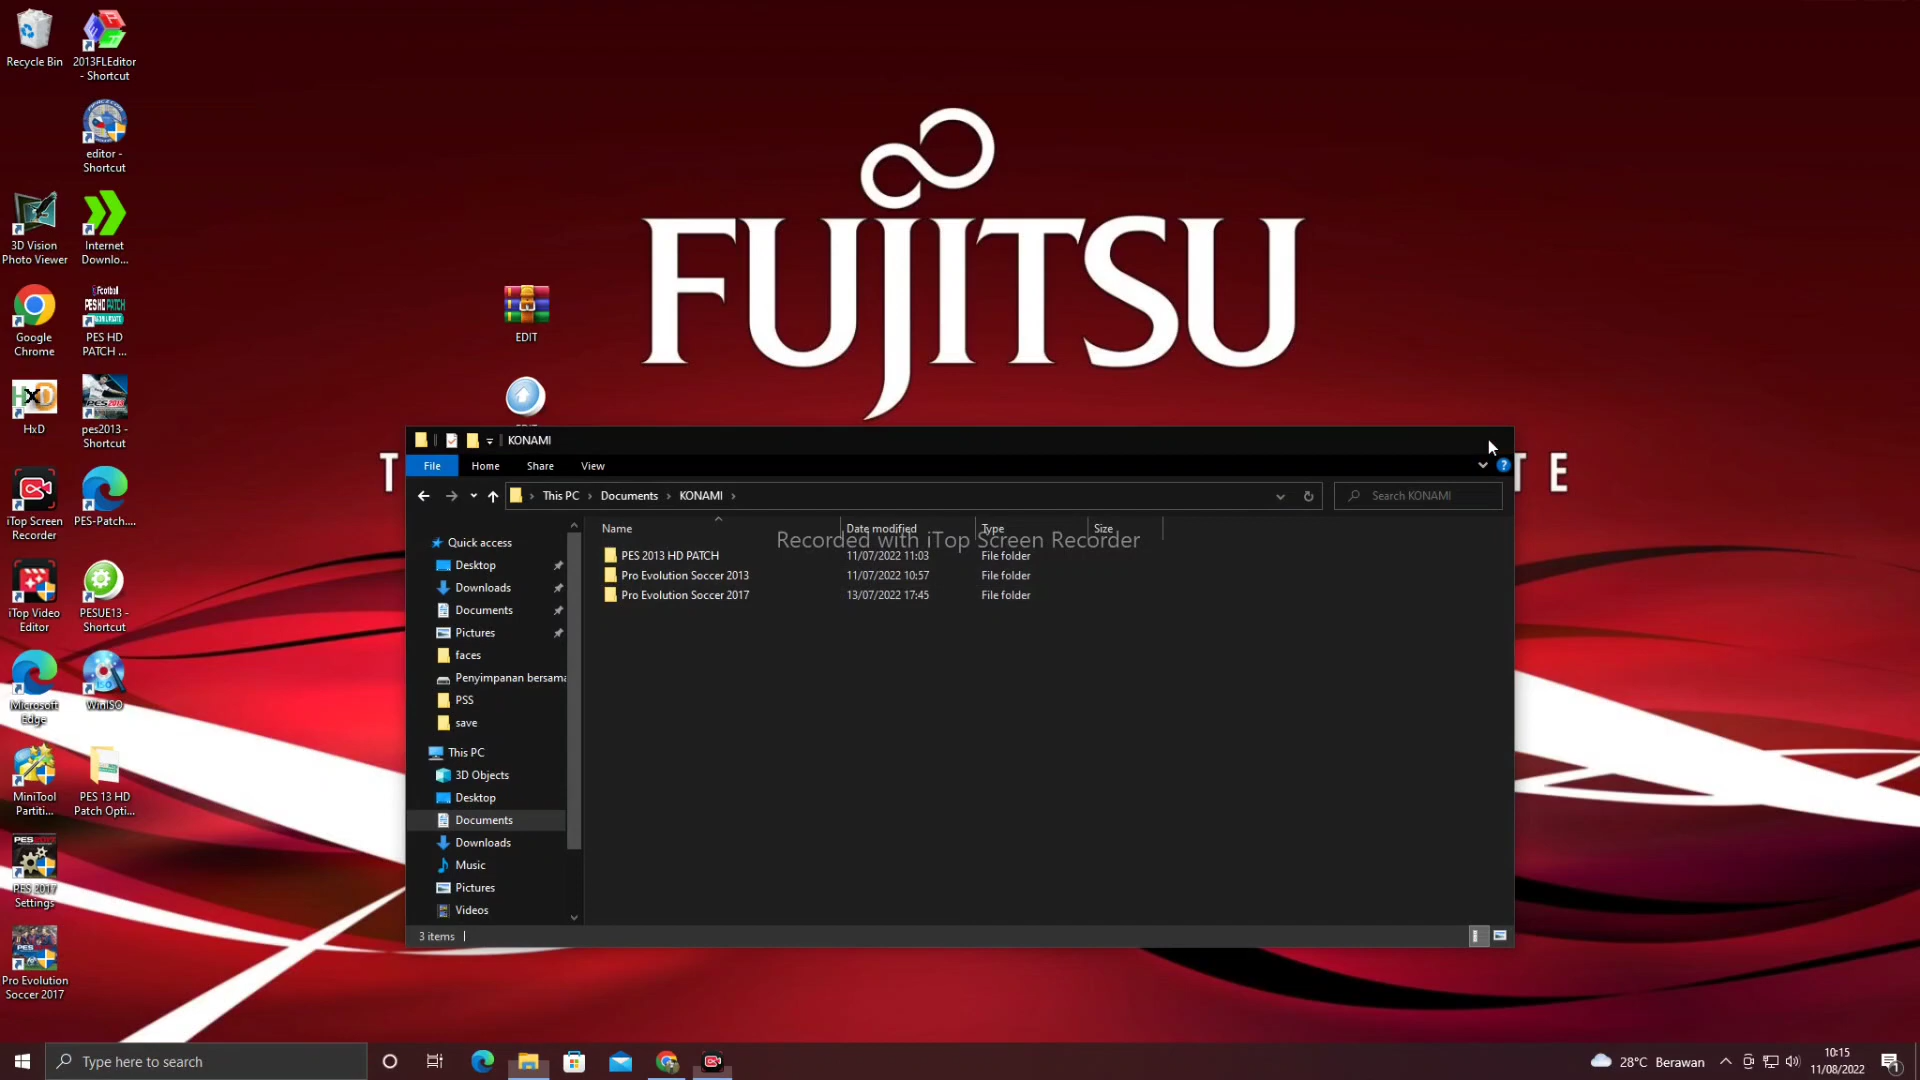 Recycle Bin
2013FLEditor
- Shortcut
editor -
Shortcut
3D Vision
Photo Viewer
Internet
Downlo...
Google
Chrome
PES HD
PATCH ...
HxD
pes2013 -
Shortcut
iTop Screen
Recorder
PES-Patch....
iTop Video
Editor
PESUE13 -
Shortcut
Microsoft
Edge
WinISO
MiniTool
Partiti...
PES 13 HD
Patch Opti...
PES 2017
Settings
Pro Evolution
Soccer 2017
FUJITSU
EDIT
T
T E
KONAMI
File
Home
Share
View
This PC
Documents
KONAMI
Search KONAMI
Name
Date modified
Type
Size
Recorded with iTop Screen Recorder
PES 2013 HD PATCH
11/07/2022 11:03
File folder
Pro Evolution Soccer 2013
11/07/2022 10:57
File folder
Pro Evolution Soccer 2017
13/07/2022 17:45
File folder
Quick access
Desktop
Downloads
Documents
Pictures
faces
Penyimpanan bersama
PSS
save
This PC
3D Objects
Desktop
Documents
Downloads
Music
Pictures
Videos
3 items
Type here to search
28°C Berawan
10:15
11/08/2022
1